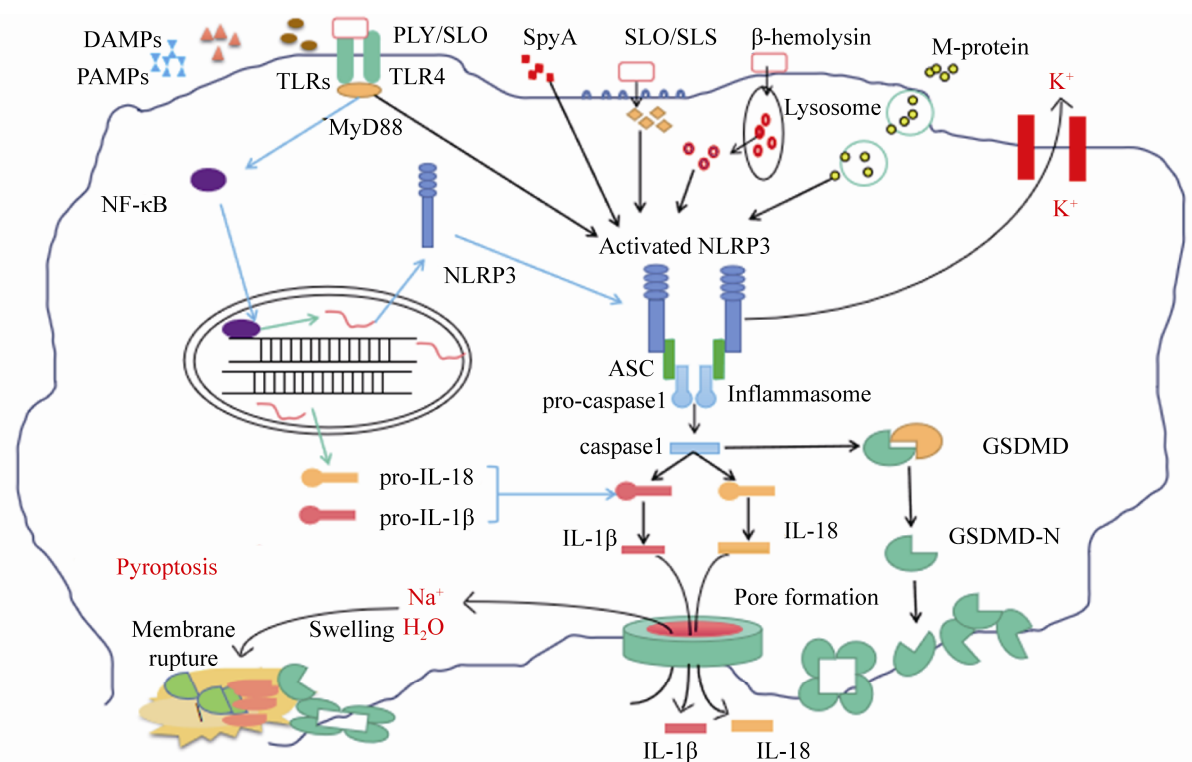 DAMPs
PAMPs
TLRs
PLY/SLO
TLR4
MyD88
SpyA
SLO/SLS
β-hemolysin
Lysosome
M-protein
K⁺
K⁺
NF-κB
NLRP3
Activated NLRP3
ASC
pro-caspase1
Inflammasome
caspase1
GSDMD
pro-IL-18
pro-IL-1β
IL-1β
IL-18
GSDMD-N
Pyroptosis
Na⁺
H₂O
Swelling
Membrane
rupture
Pore formation
IL-1β
IL-18